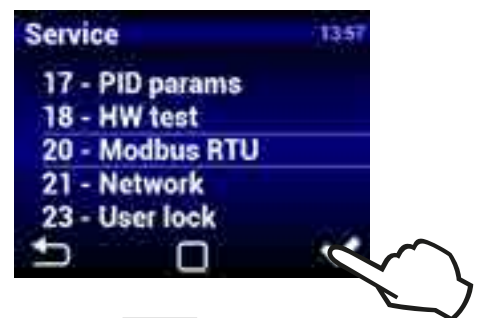 Service 13:57
17 - PID params
18 - HW test
20 - Modbus RTU
21 - Network
23 - User lock